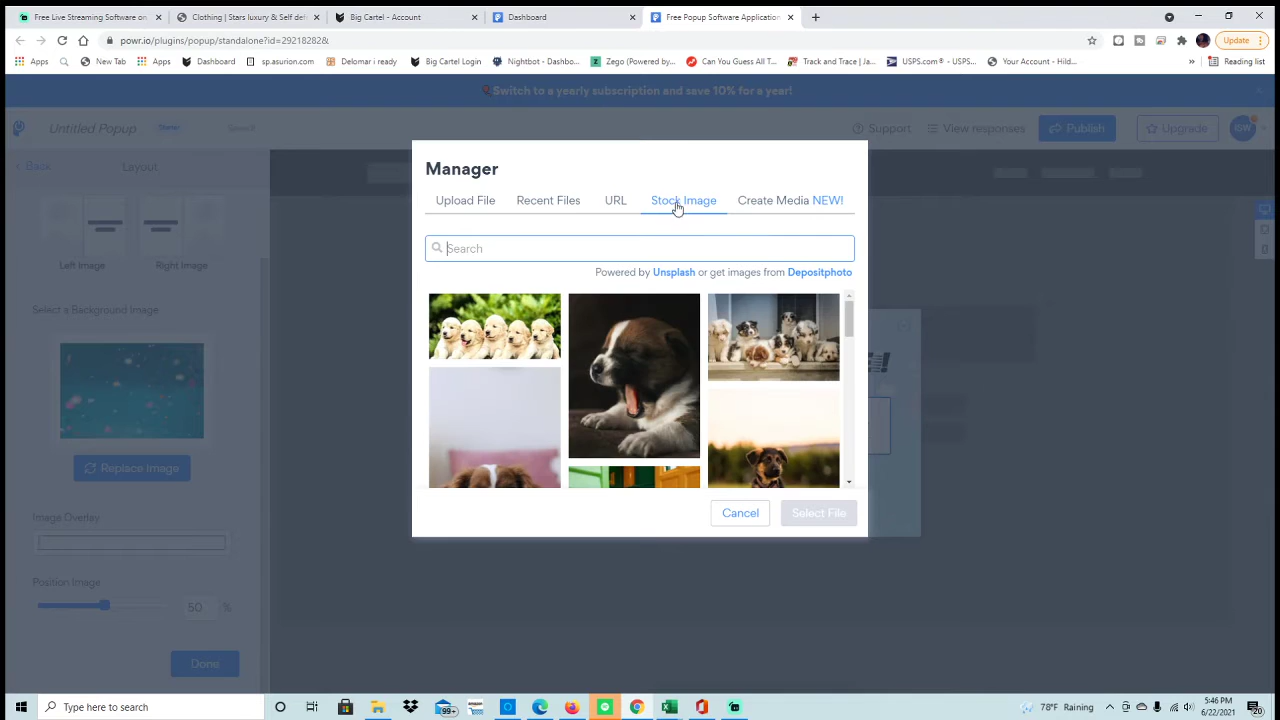 Free Live Streaming Software on
Clothing | Stars luxury & Self def
Big Cartel - Account
Dashboard
Free Popup Software Application
powr.io/plugins/popup/standalone?id=29218282&
Update
Apps
New Tab
Apps
Dashboard
sp.asurion.com
Delomar i ready
Big Cartel Login
Nightbot - Dashbo...
Zego (Powered by...
Can You Guess All T...
Track and Trace | Ja...
USPS.com® - USPS...
Your Account - Hild...
»
Reading list
Switch to a yearly subscription and save 10% for a year!
Untitled Popup
Support
View responses
Publish
Upgrade
ISW
Back
Layout
Left Image
Right Image
Select a Background Image
Replace Image
Image Overlay
Position Image
50 %
Done
Manager
Upload File
Recent Files
URL
Stock Image
Create Media NEW!
Search
Powered by Unsplash or get images from Depositphoto
Cancel
Select File
Type here to search
99+
amazon
78°F Raining
5:46 PM
6/22/2021
20